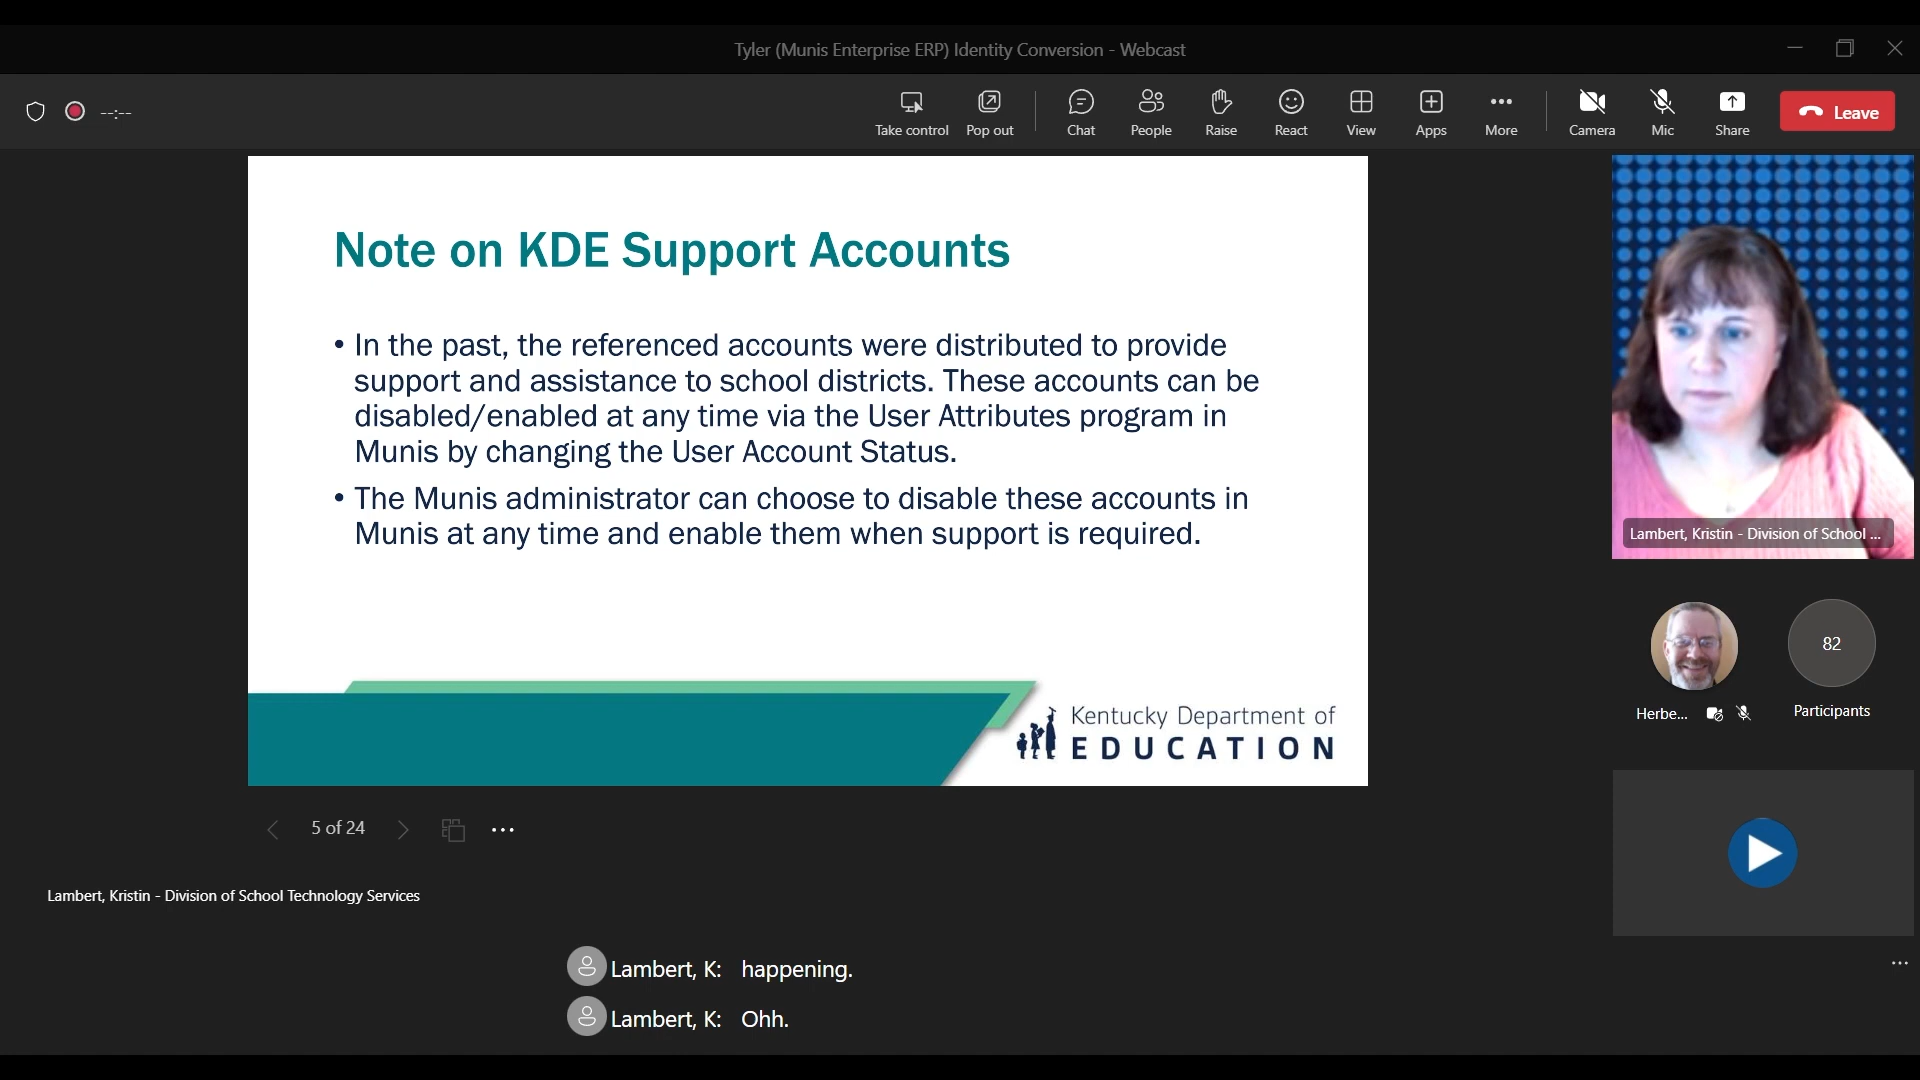 Tyler (Munis Enterprise ERP) Identity Conversion - Webcast
--:--
Take control
Pop out
Chat
People
Raise
React
View
Apps
More
Camera
Mic
Share
Leave
Note on KDE Support Accounts
• In the past, the referenced accounts were distributed to provide
support and assistance to school districts. These accounts can be
disabled/enabled at any time via the User Attributes program in
Munis by changing the User Account Status.
• The Munis administrator can choose to disable these accounts in
Munis at any time and enable them when support is required.
Kentucky Department of
EDUCATION
Lambert, Kristin - Division of School ...
Herbe...
82
Participants
5 of 24
Lambert, Kristin - Division of School Technology Services
Lambert, K: happening.
Lambert, K: Ohh.